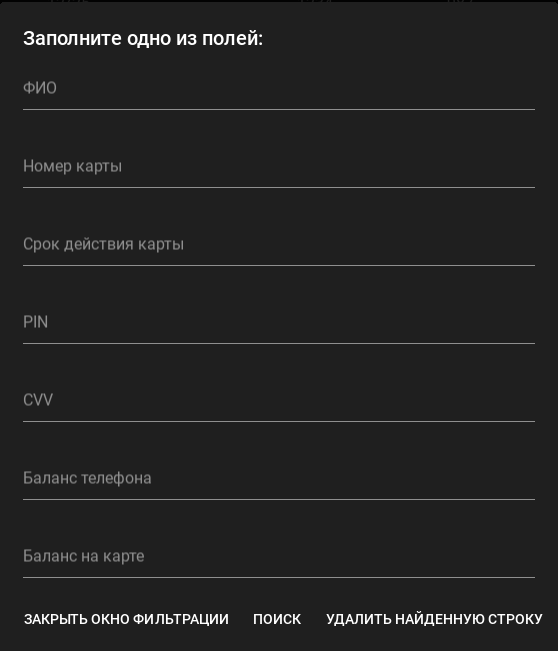 Заполните одно из полей:
ФИО
Номер карты
Срок действия карты
PIN
CVV
Баланс телефона
Баланс на карте
ЗАКРЫТЬ ОКНО ФИЛЬТРАЦИИ ПОИСК УДАЛИТЬ НАЙДЕННУЮ СТРОКУ